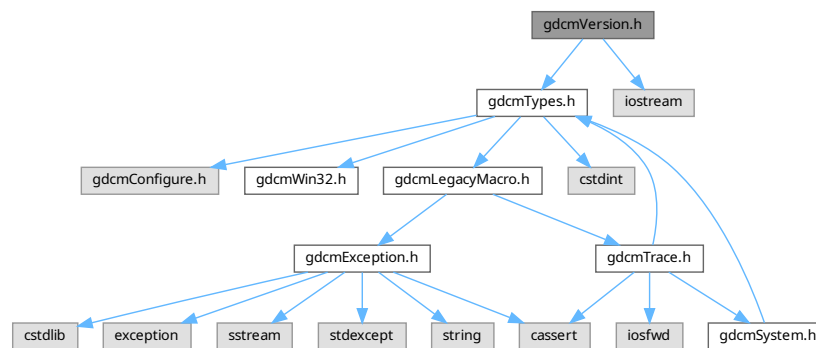 gdcmVersion.h
gdcmTypes.h
iostream
gdcmConfigure.h
gdcmWin32.h
gdcmLegacyMacro.h
cstdint
gdcmException.h
gdcmTrace.h
cstdlib
exception
sstream
stdexcept
string
cassert
iosfwd
gdcmSystem.h